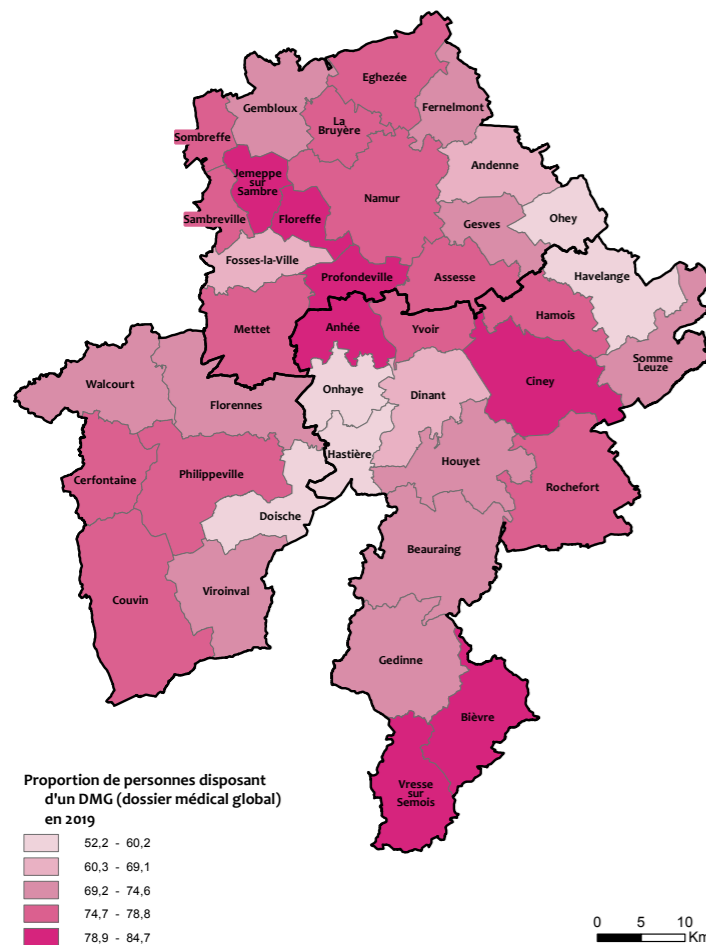 Eghezée
Gembloux
Fernelmont
La
Bruyère
Sombreffe
Andenne
Jemeppe
sur
Sambre
Namur
Ohey
Sambreville
Floreffe
Gesves
Fosses-la-Ville
Havelange
Profondeville
Assesse
Hamois
Mettet
Anhée
Yvoir
Somme
Leuze
Ciney
Walcourt
Onhaye
Dinant
Florennes
Hastière
Houyet
Cerfontaine
Philippeville
Rochefort
Doische
Beauraing
Viroinval
Couvin
Gedinne
Bièvre
Vresse
sur
Semois
Proportion de personnes disposant
d'un DMG (dossier médical global)
en 2019
52,2 - 60,2
60,3 - 69,1
69,2 - 74,6
74,7 - 78,8
78,9 - 84,7
0 5 10
Km